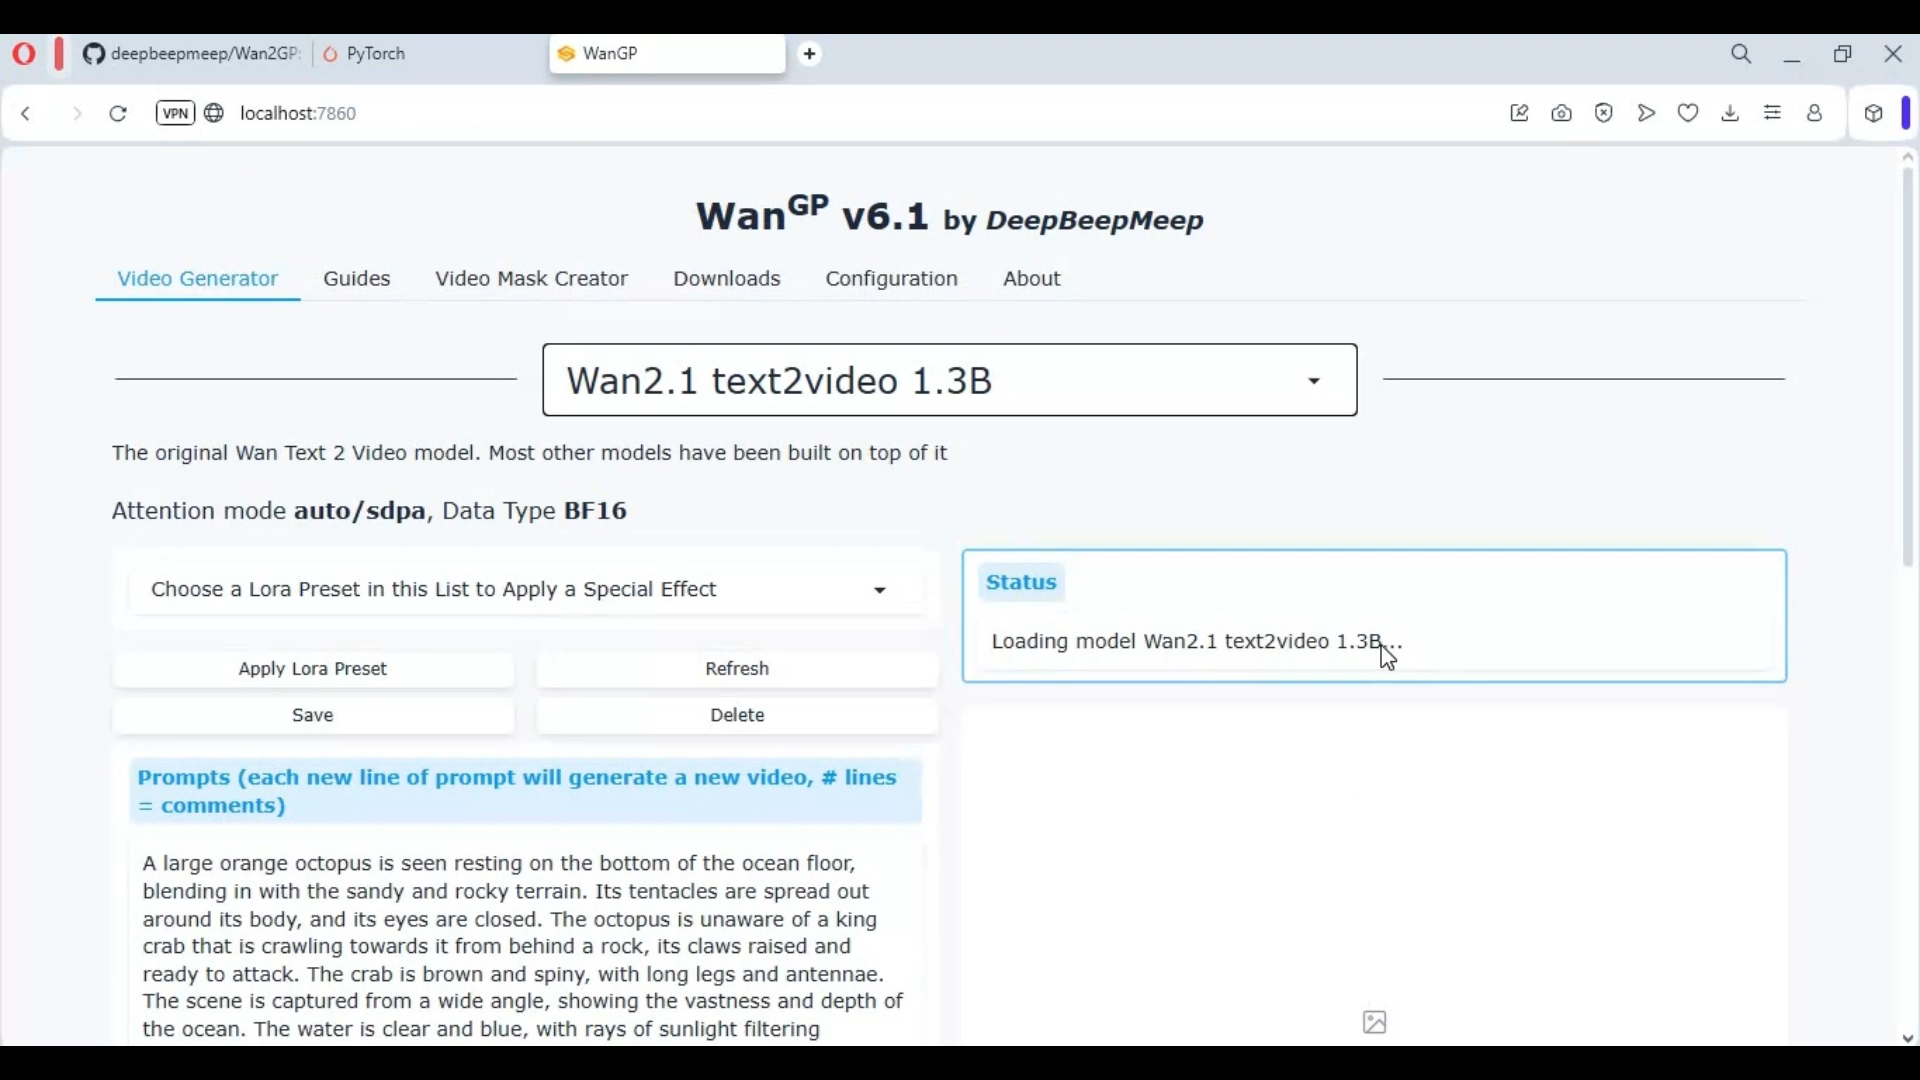 deepbeepmeep/Wan2GP:
PyTorch
WanGP
VPN
localhost:7860
WanGP v6.1 by DeepBeepMeep
Video Generator
Guides
Video Mask Creator
Downloads
Configuration
About
Wan2.1 text2video 1.3B
The original Wan Text 2 Video model. Most other models have been built on top of it
Attention mode auto/sdpa, Data Type BF16
Choose a Lora Preset in this List to Apply a Special Effect
Apply Lora Preset
Refresh
Save
Delete
Status
Loading model Wan2.1 text2video 1.3B...
Prompts (each new line of prompt will generate a new video, # lines
= comments)
A large orange octopus is seen resting on the bottom of the ocean floor,
blending in with the sandy and rocky terrain. Its tentacles are spread out
around its body, and its eyes are closed. The octopus is unaware of a king
crab that is crawling towards it from behind a rock, its claws raised and
ready to attack. The crab is brown and spiny, with long legs and antennae.
The scene is captured from a wide angle, showing the vastness and depth of
the ocean. The water is clear and blue, with rays of sunlight filtering